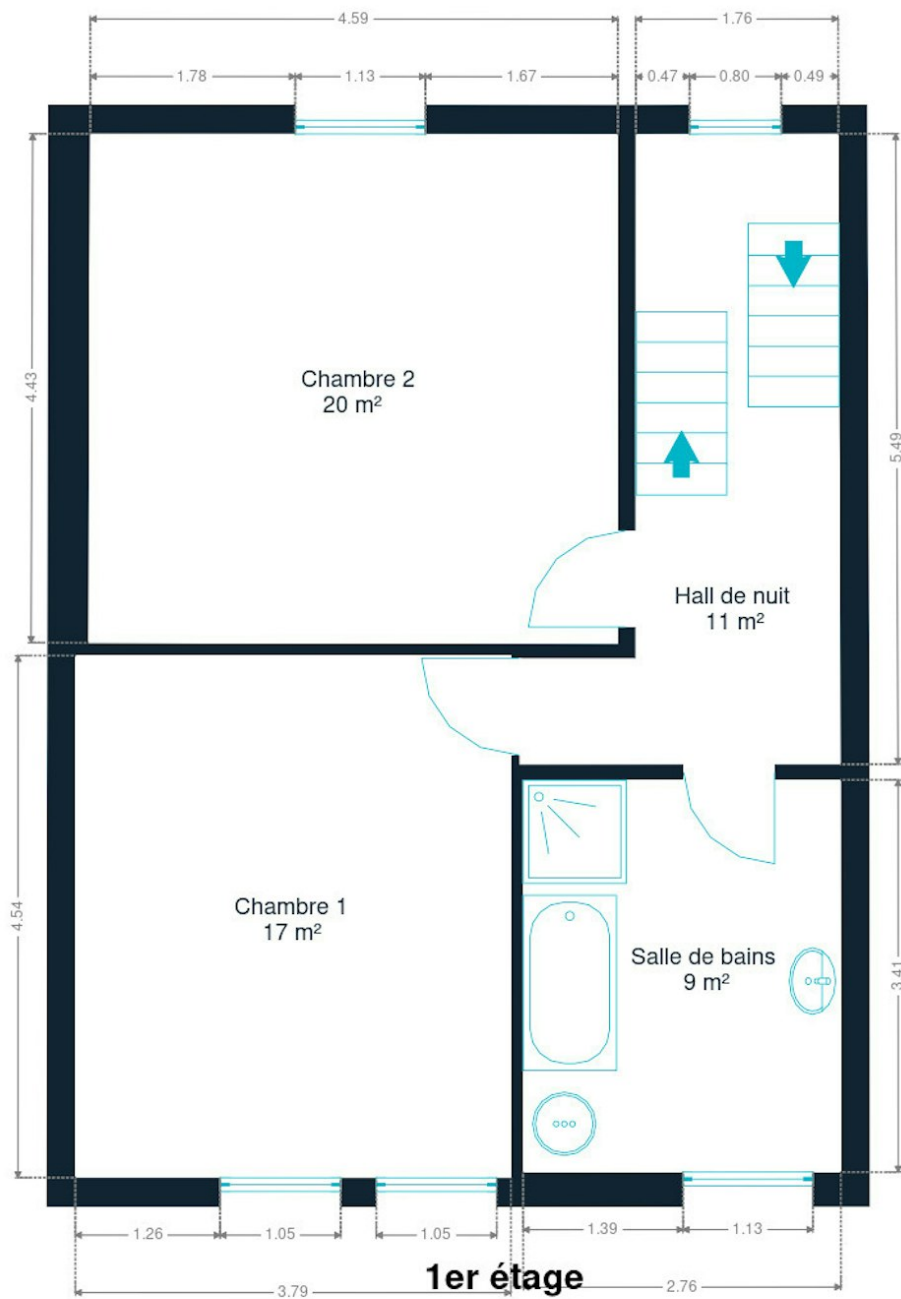 4.59
1.76
1.78
1.13
1.67
0.47
0.80
0.49
4.43
5.49
Chambre 2
20 m²
Hall de nuit
11 m²
4.54
3.41
Chambre 1
17 m²
Salle de bains
9 m²
1.26
1.05
1.05
1.39
1.13
3.79
1er étage
2.76